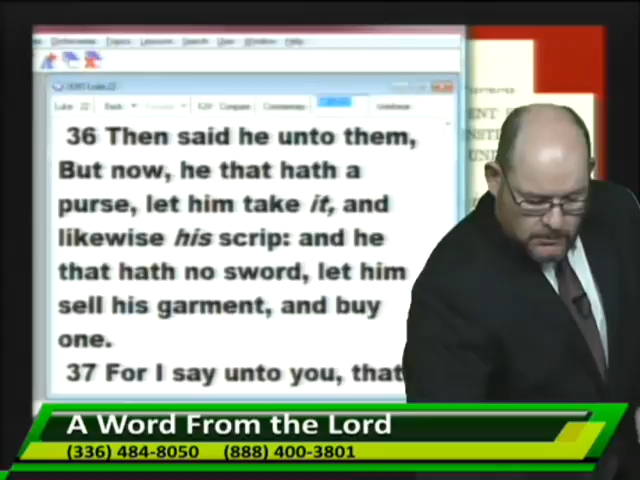 36 Then said he unto them,
But now, he that hath a
purse, let him take it, and
likewise his scrip: and he
that hath no sword, let him
sell his garment, and buy
one.
37 For I say unto you, that
A Word From the Lord
(336) 484-8050 (888) 400-3801